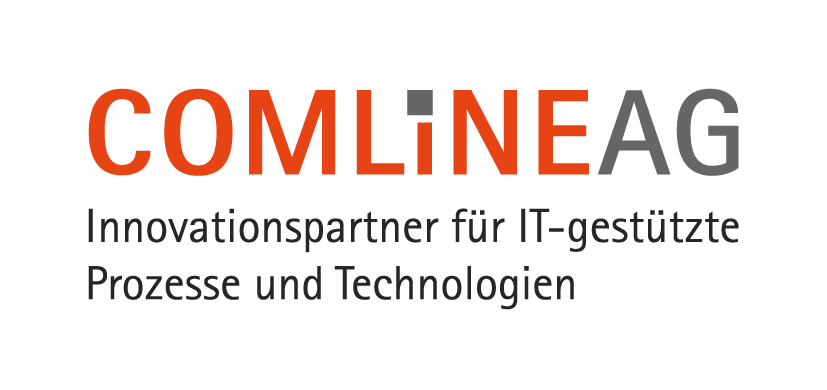 COMLiNEAG
Innovationspartner für IT-gestützte
Prozesse und Technologien